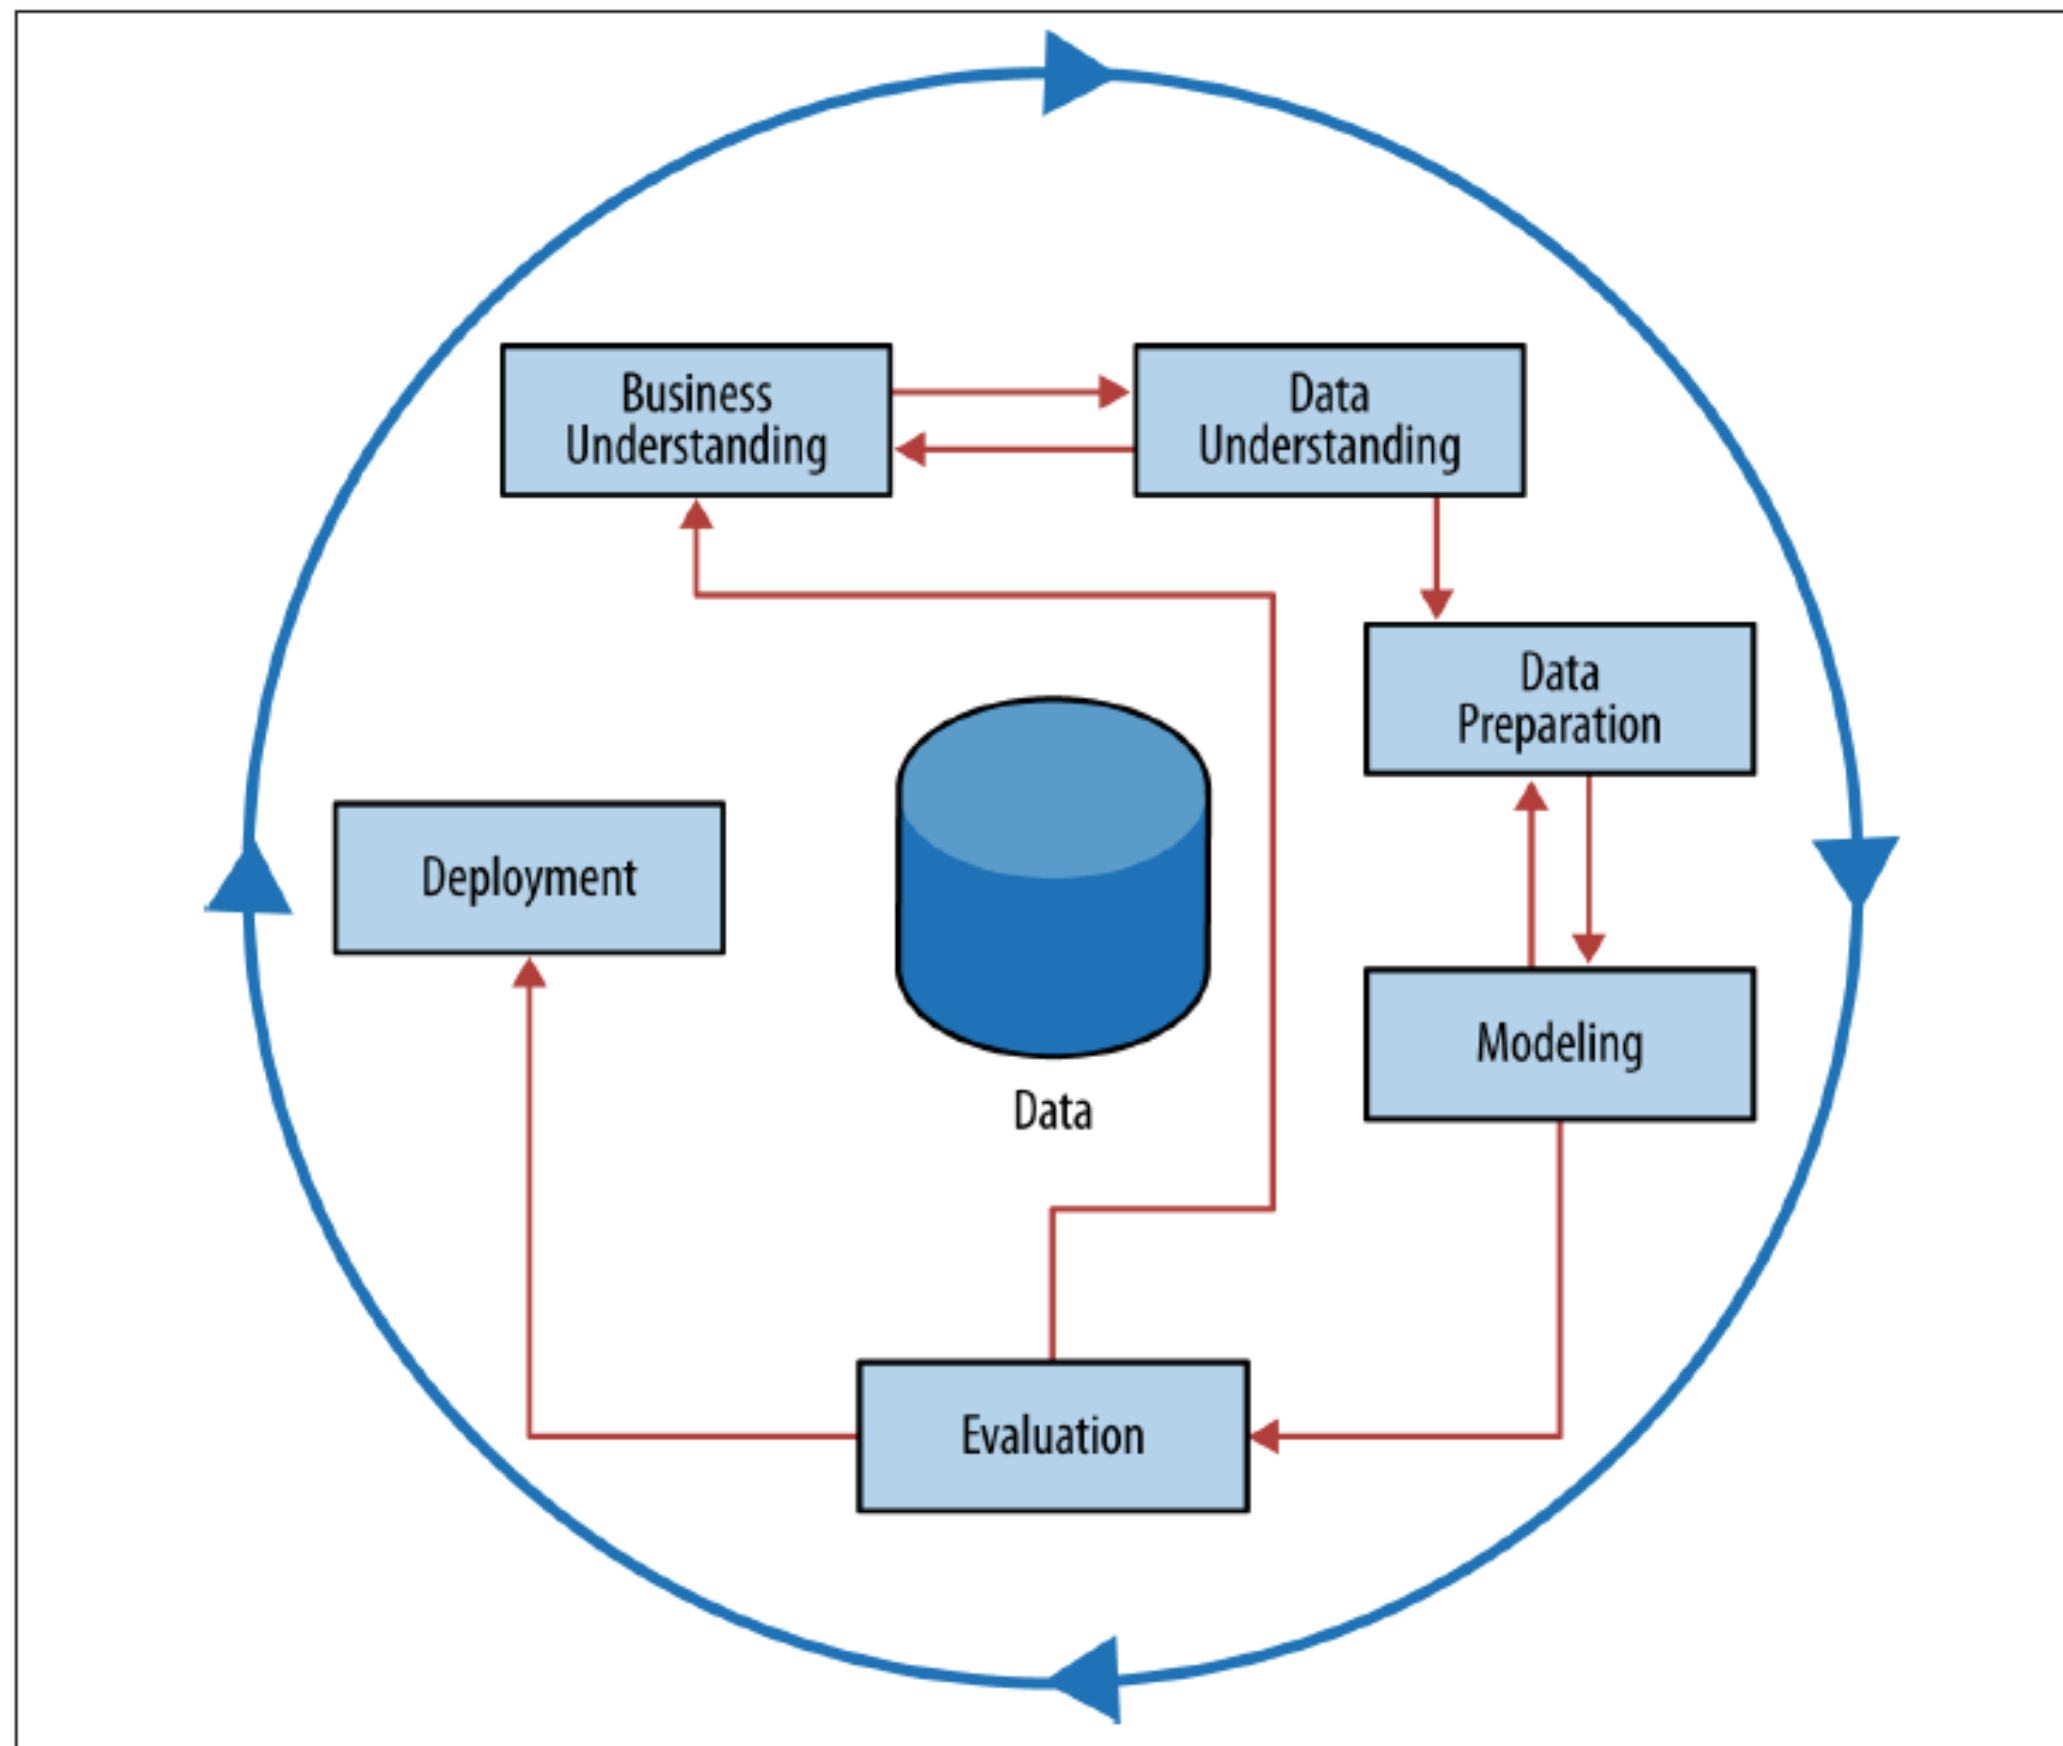 Business
Understanding
Data
Understanding
Data
Preparation
Deployment
Modeling
Data
Evaluation